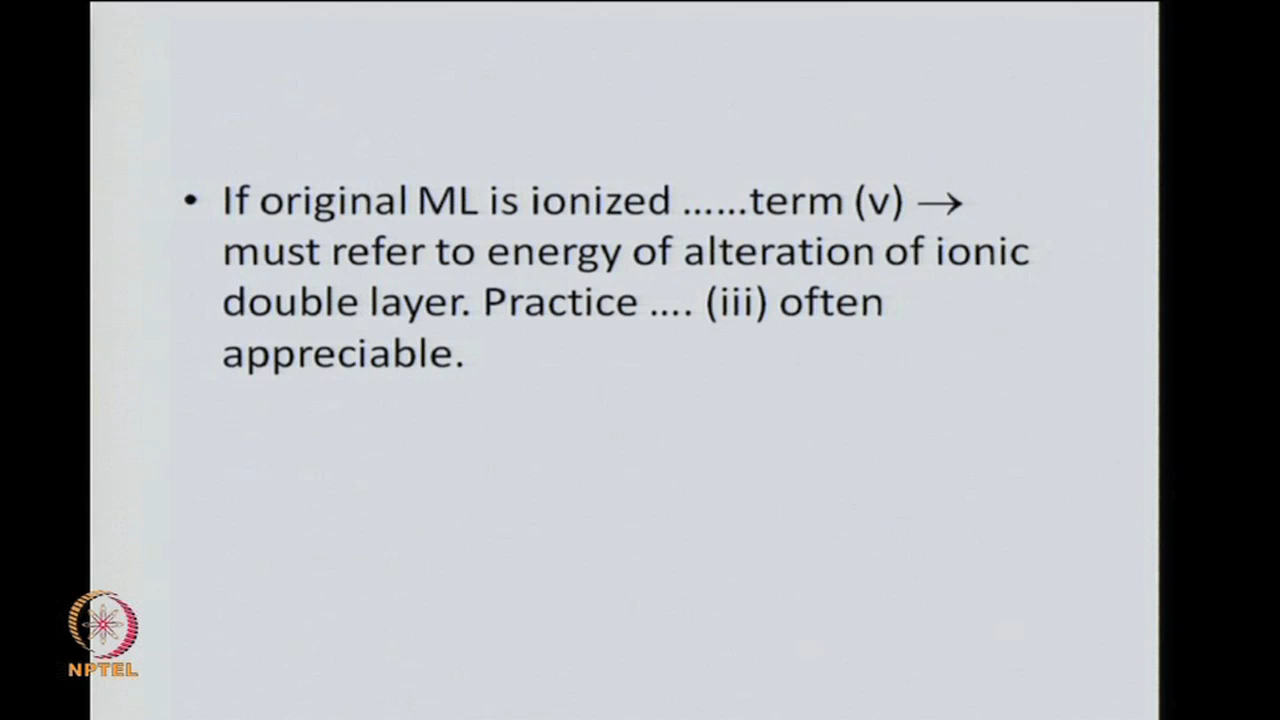 • If original ML is ionized ……term (v) →
must refer to energy of alteration of ionic
double layer. Practice …. (iii) often
appreciable.
NPTEL